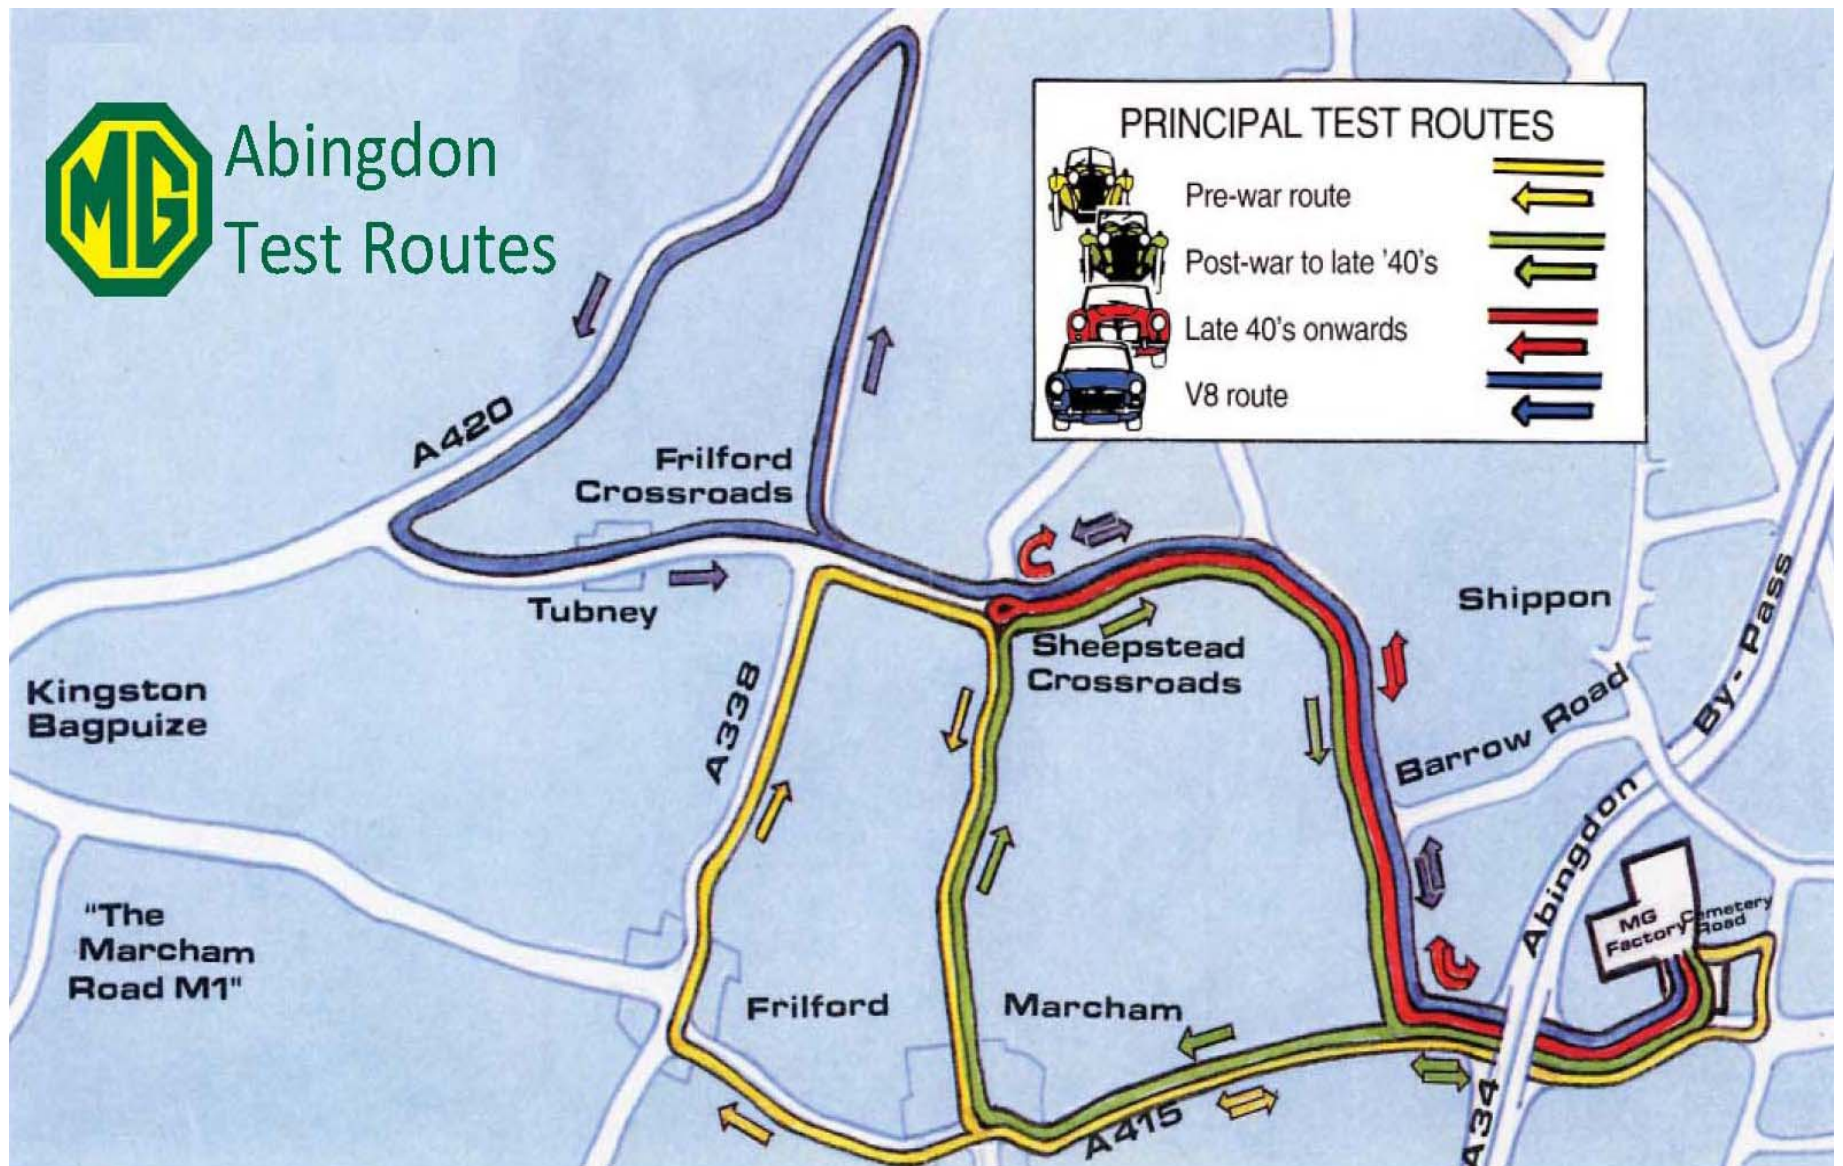 MG
Abingdon
Test Routes
PRINCIPAL TEST ROUTES
Pre-war route
Post-war to late '40's
Late 40's onwards
V8 route
A420
Frilford
Crossroads
Tubney
Sheepstead
Crossroads
Shippon
Kingston
Bagpuize
A338
Barrow Road
Abingdon By-Pass
"The
Marcham
Road M1"
MG
Factory
Cemetery
Road
Frilford
Marcham
A415
A34